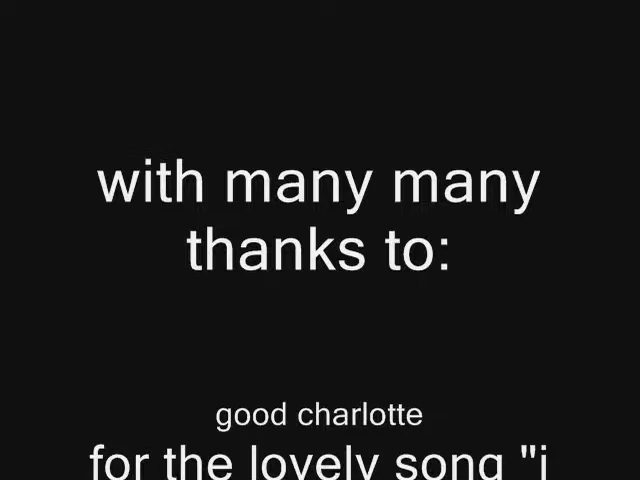 with many many
thanks to:
good charlotte
for the lovely song "i